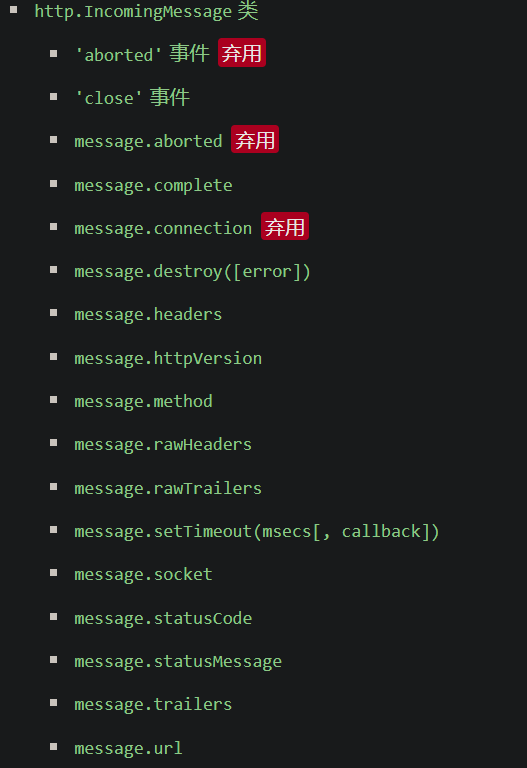 http.IncomingMessage 类
'aborted' 事件 弃用
'close' 事件
message.aborted 弃用
message.complete
message.connection 弃用
message.destroy([error])
message.headers
message.httpVersion
message.method
message.rawHeaders
message.rawTrailers
message.setTimeout(msecs[, callback])
message.socket
message.statusCode
message.statusMessage
message.trailers
message.url